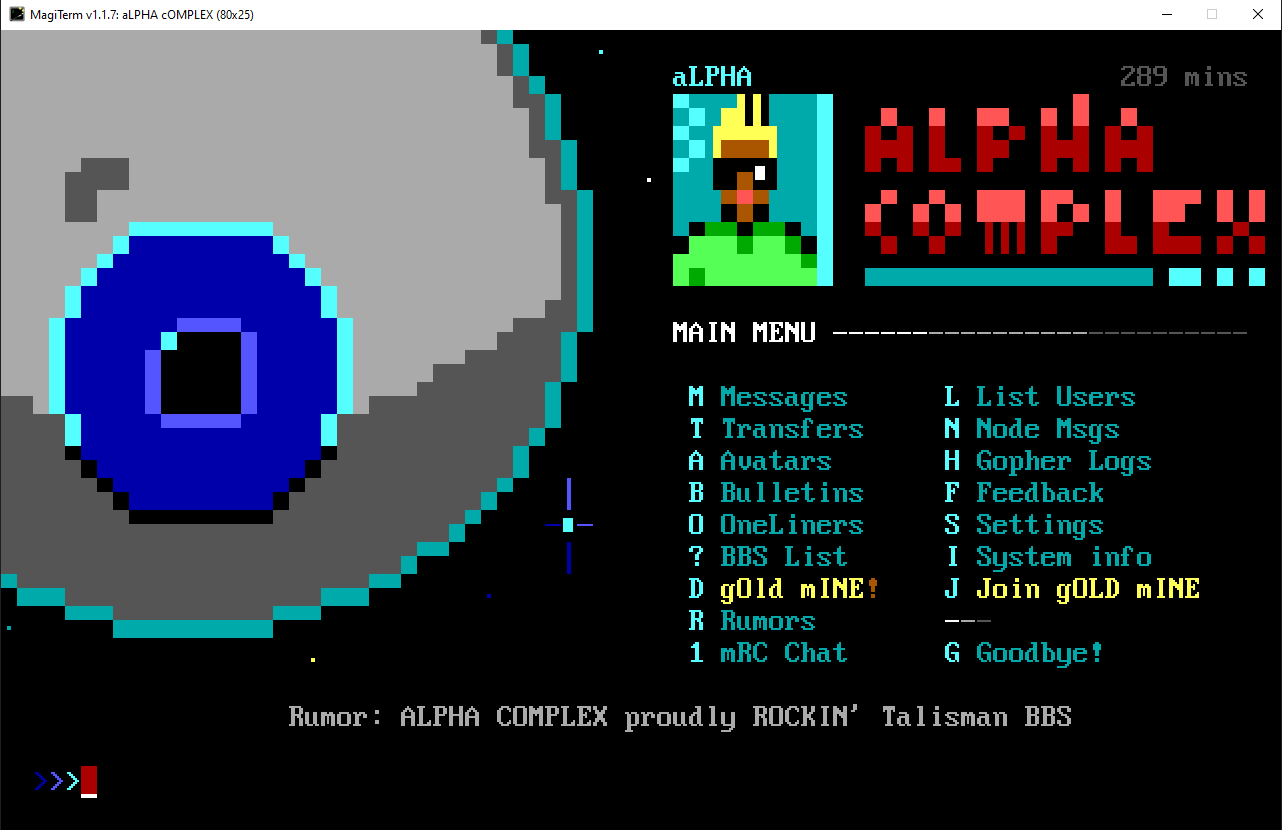 MagiTerm v1.1.7: aLPHA cOMPLEX (80x25)
aLPHA 289 mins
ALPHA
COMPLEX
MAIN MENU
M Messages L List Users
T Transfers N Node Msgs
A Avatars H Gopher Logs
B Bulletins F Feedback
O OneLiners S Settings
? BBS List I System info
D gOld mINE! J Join gOLD mINE
R Rumors
1 mRC Chat G Goodbye!
Rumor: ALPHA COMPLEX proudly ROCKIN' Talisman BBS
>>>